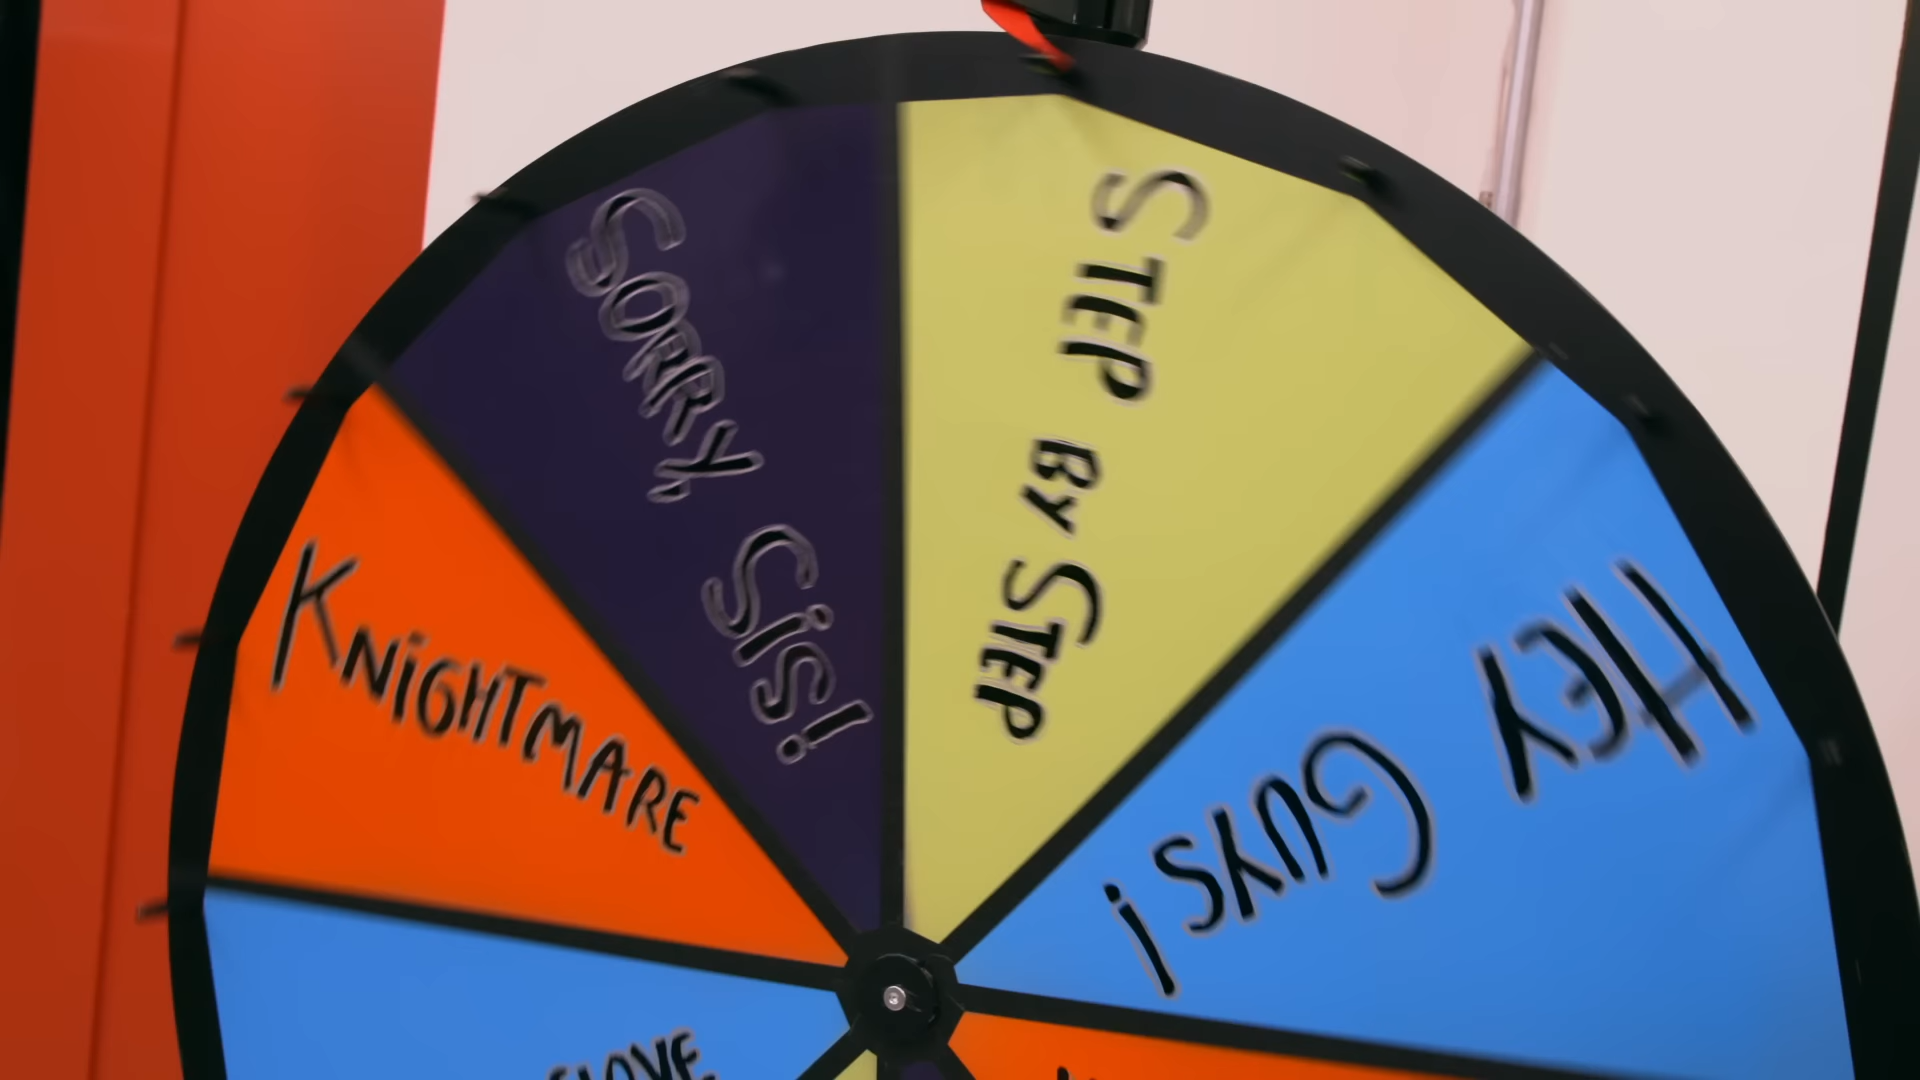 KNiGHTMARE
SORRY SiS!
STEP BY STEP
HEY GUYS!